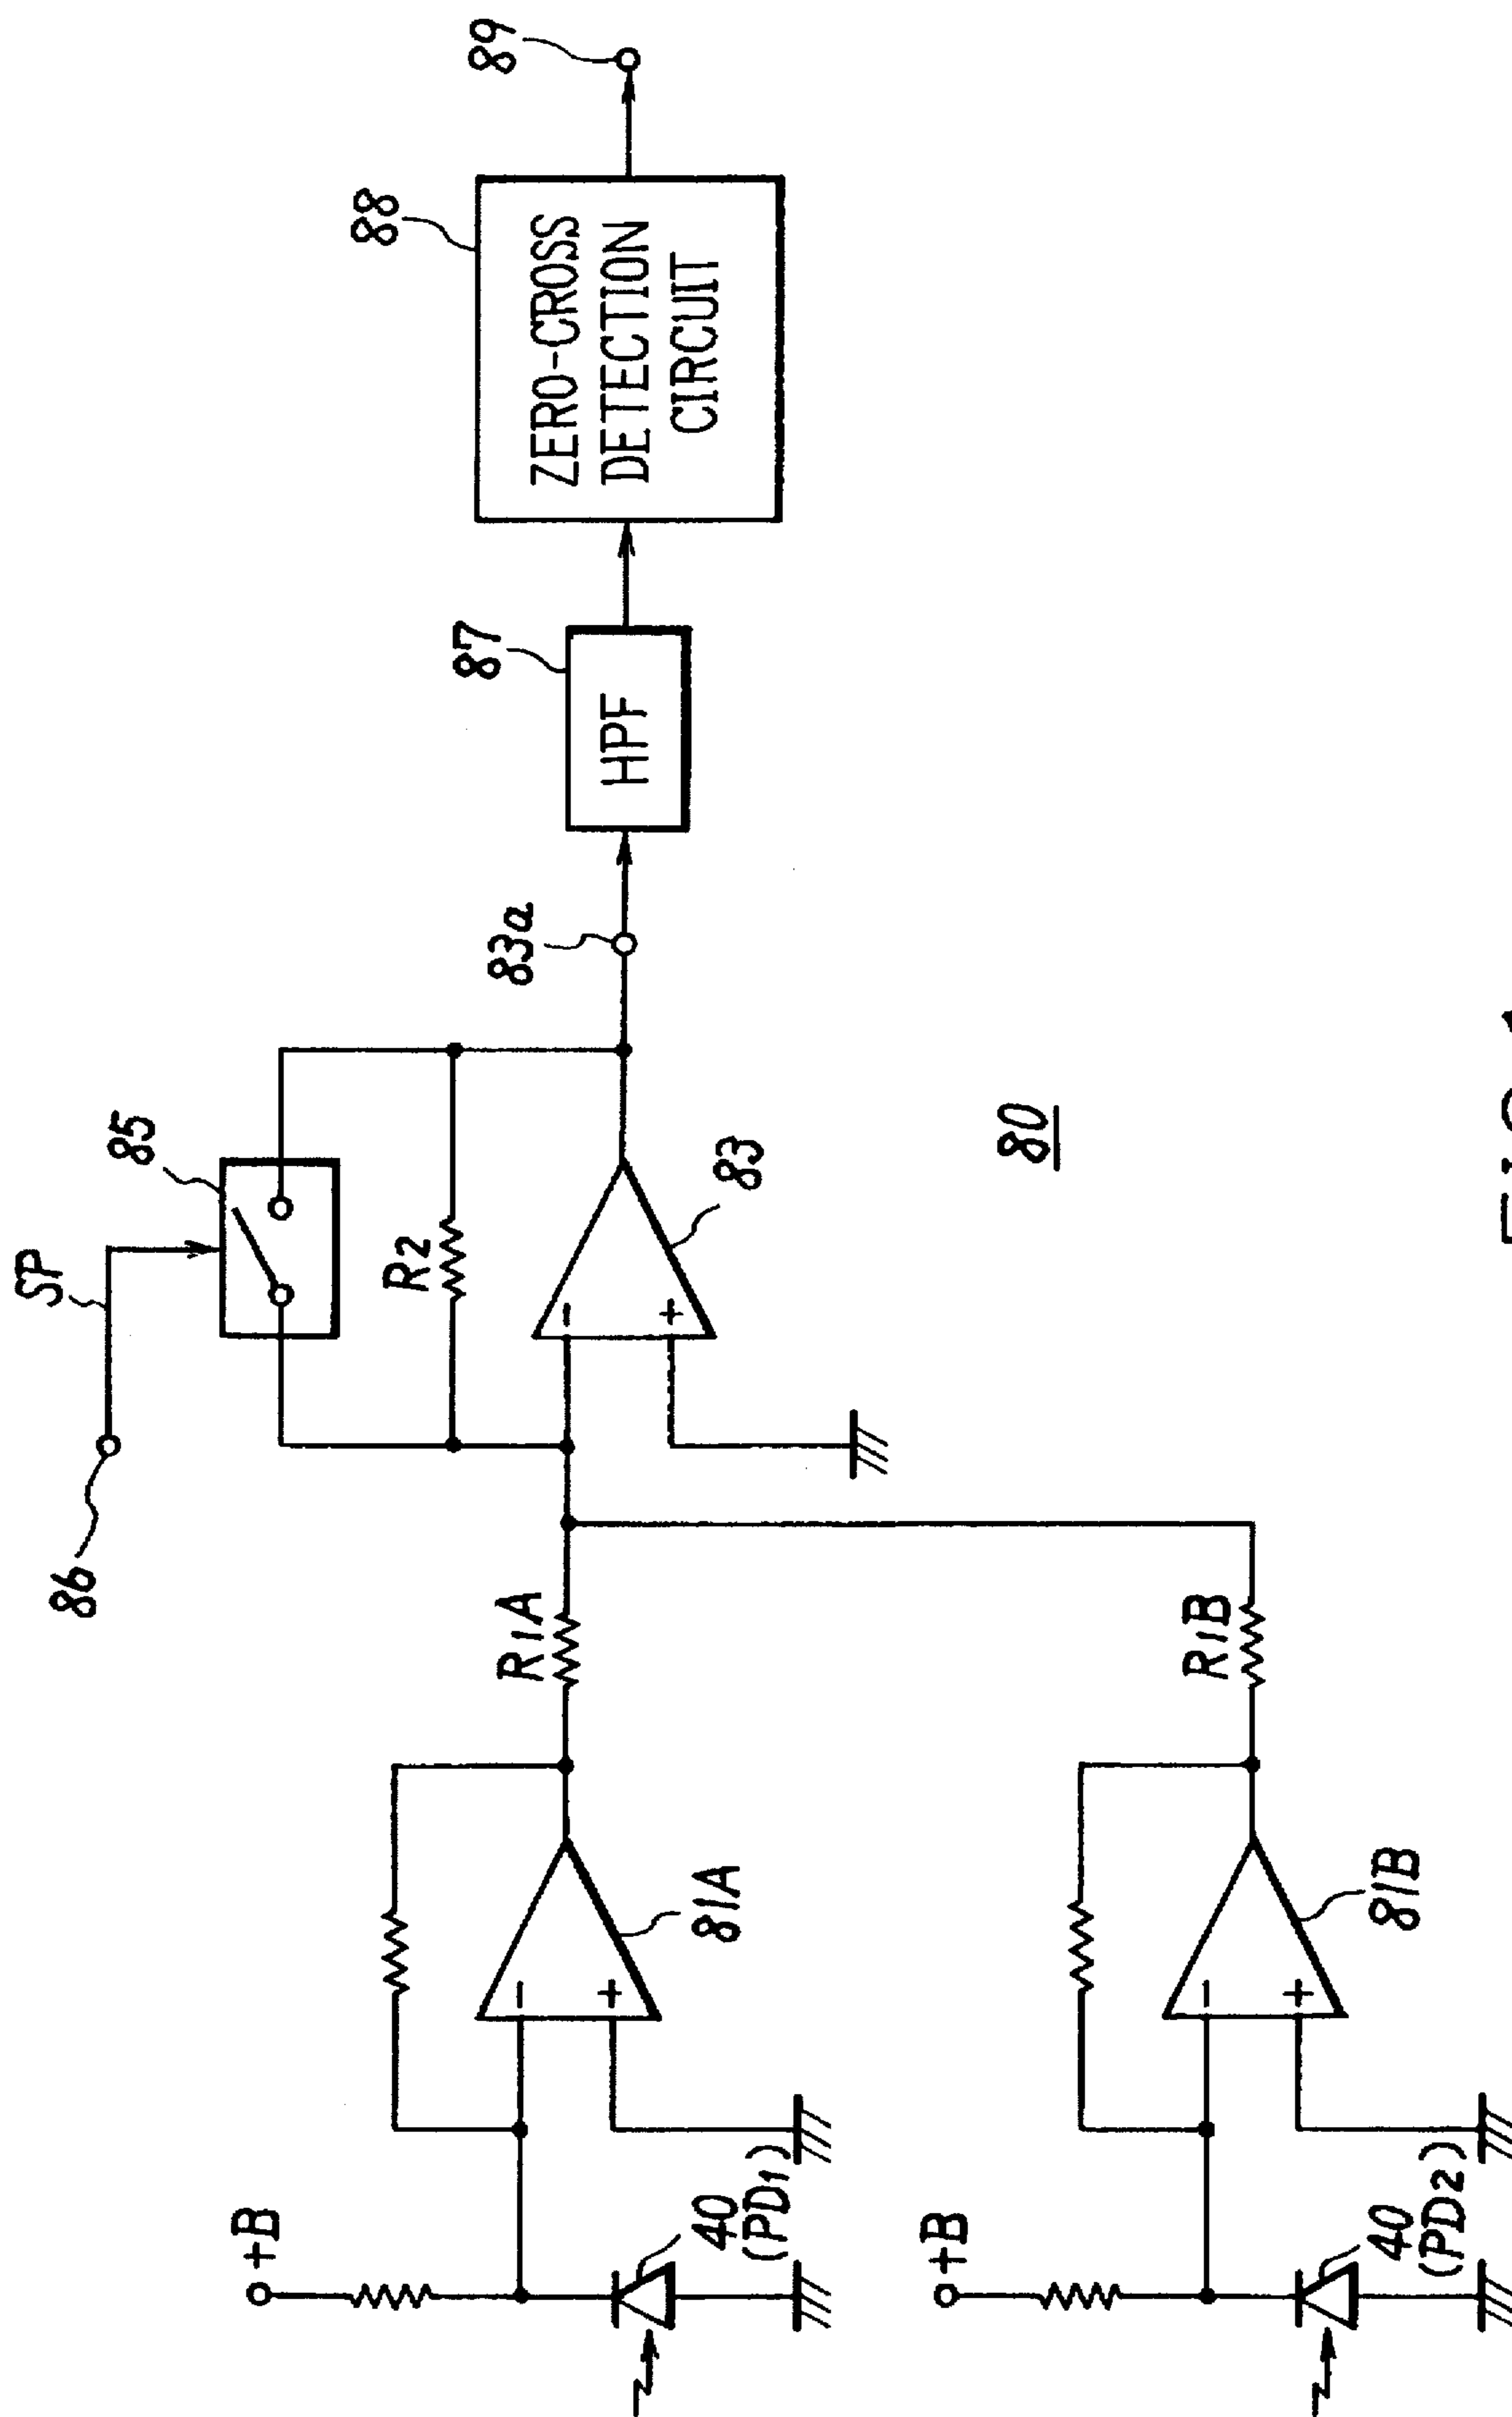 SP
86
85
R2
83
83a
87
HPF
88
ZERO-CROSS
DETECTION
CIRCUIT
89
80
+B
40
(PD1)
81A
R1A
+B
40
(PD2)
81B
R1B
-
+
-
+
-
+